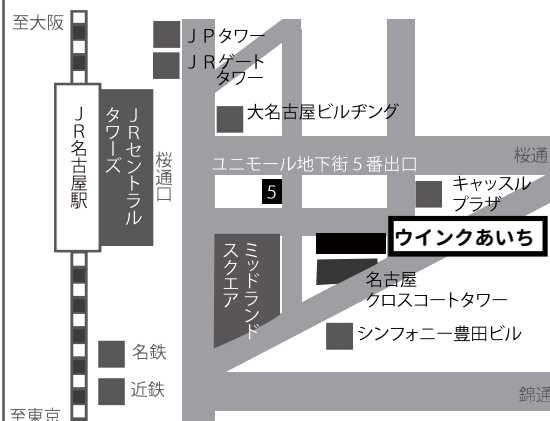 至大阪
JPタワー
JRゲート
タワー
大名古屋ビルヂング
JR名古屋駅
JRセントラル
タワーズ
桜通口
ユニモール地下街5番出口
桜通
5
キャッスル
プラザ
ウインクあいち
ミッドランド
スクエア
名古屋
クロスコートタワー
シンフォニー豊田ビル
名鉄
近鉄
錦通
至東京